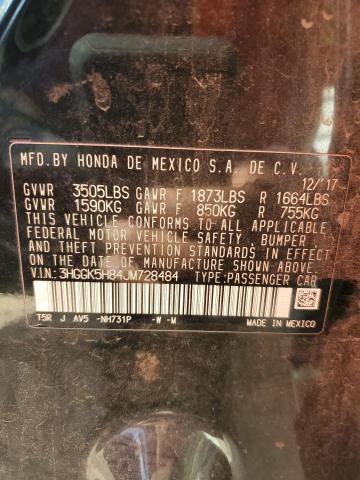 MFD.BY HONDA DE MEXICO S.A. DE C.V. 12/17
GVWR 3505LBS GAWR F 1873LBS R 1664LBS
GVWR 1590KG GAWR F 850KG R 755KG
THIS VEHICLE CONFORMS TO ALL APPLICABLE
FEDERAL MOTOR VEHICLE SAFETY, BUMPER, AND
THEFT PREVENTION STANDARDS IN EFFECT ON THE
DATE OF MANUFACTURE SHOWN ABOVE.
V.I.N: 3HGGK5H84JM728484 TYPE:PASSENGER CAR
T5R J AV5 -NH731P -W -M
MADE IN MEXICO